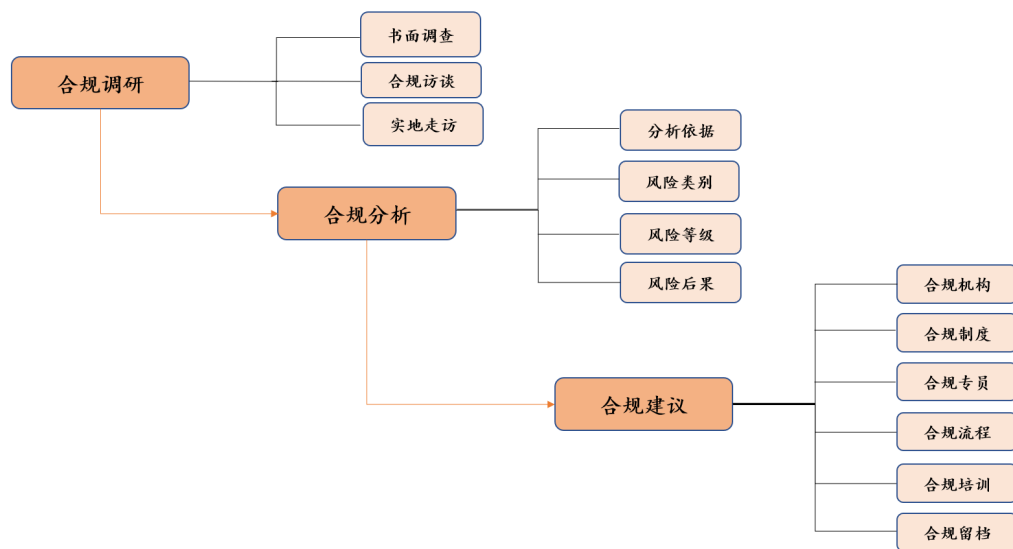 合规调研
书面调查
合规访谈
实地走访
合规分析
分析依据
风险类别
风险等级
风险后果
合规建议
合规机构
合规制度
合规专员
合规流程
合规培训
合规留档